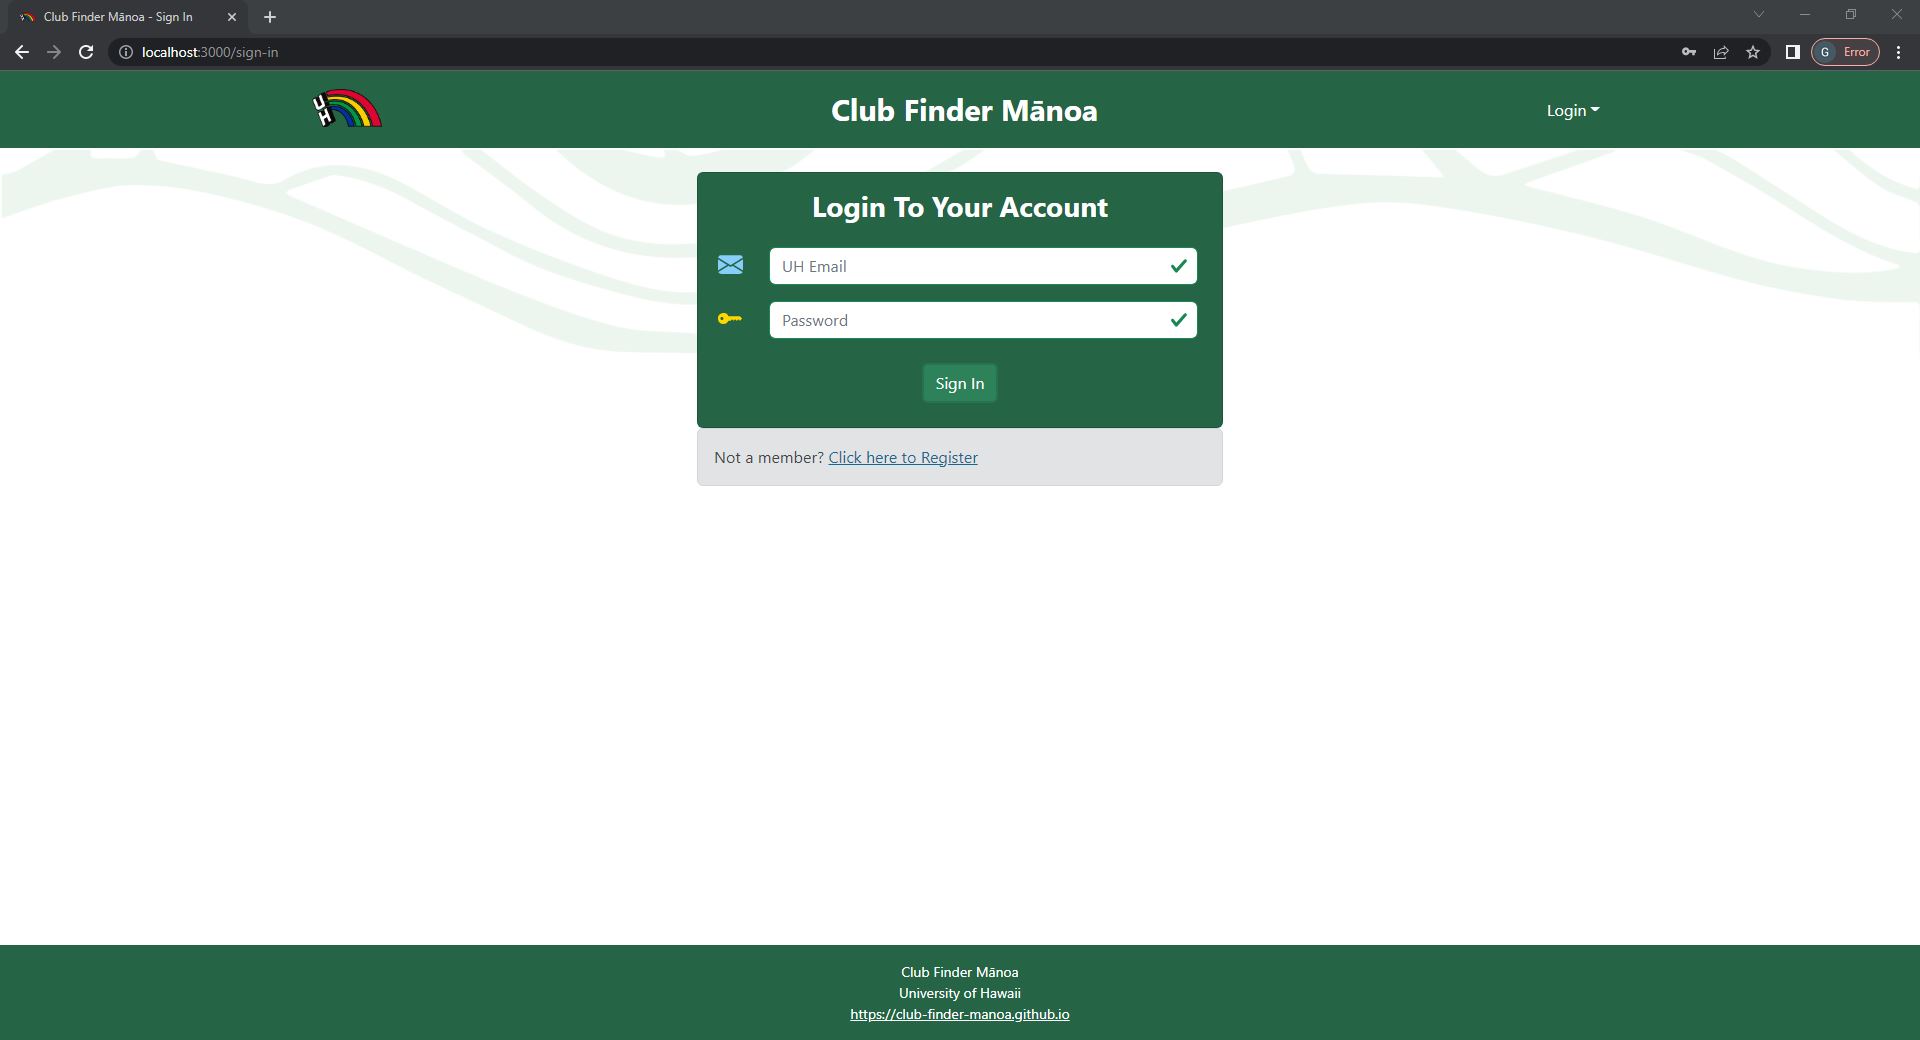 Club Finder Mānoa - Sign In
localhost:3000/sign-in
G Error
UH
Club Finder Mānoa
Login
Login To Your Account
UH Email
Password
Sign In
Not a member? Click here to Register
Club Finder Mānoa
University of Hawaii
https://club-finder-manoa.github.io